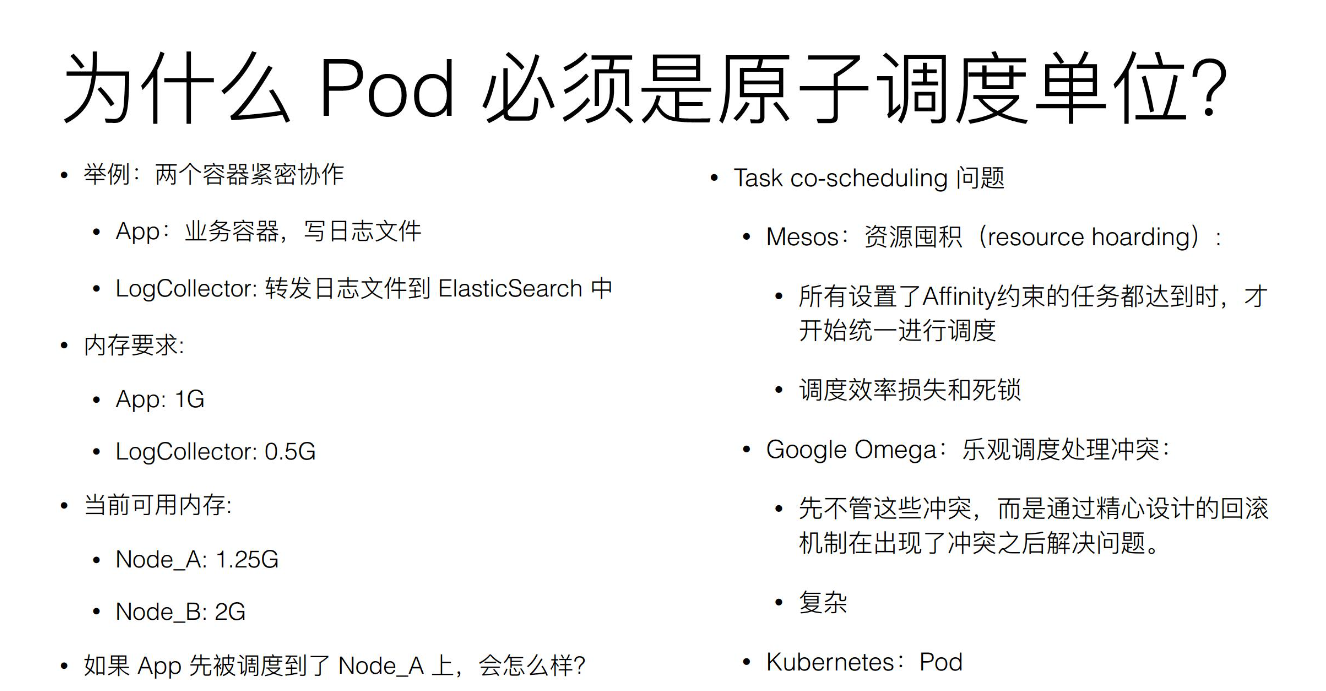 为什么 Pod 必须是原子调度单位？
• 举例：两个容器紧密协作
• App：业务容器，写日志文件
• LogCollector: 转发日志文件到 ElasticSearch 中
• 内存要求:
• App: 1G
• LogCollector: 0.5G
• 当前可用内存:
• Node_A: 1.25G
• Node_B: 2G
• 如果 App 先被调度到了 Node_A 上，会怎么样？
• Task co-scheduling 问题
• Mesos：资源囤积（resource hoarding）:
• 所有设置了Affinity约束的任务都达到时，才
开始统一进行调度
• 调度效率损失和死锁
• Google Omega：乐观调度处理冲突：
• 先不管这些冲突，而是通过精心设计的回滚
机制在出现了冲突之后解决问题。
• 复杂
• Kubernetes：Pod